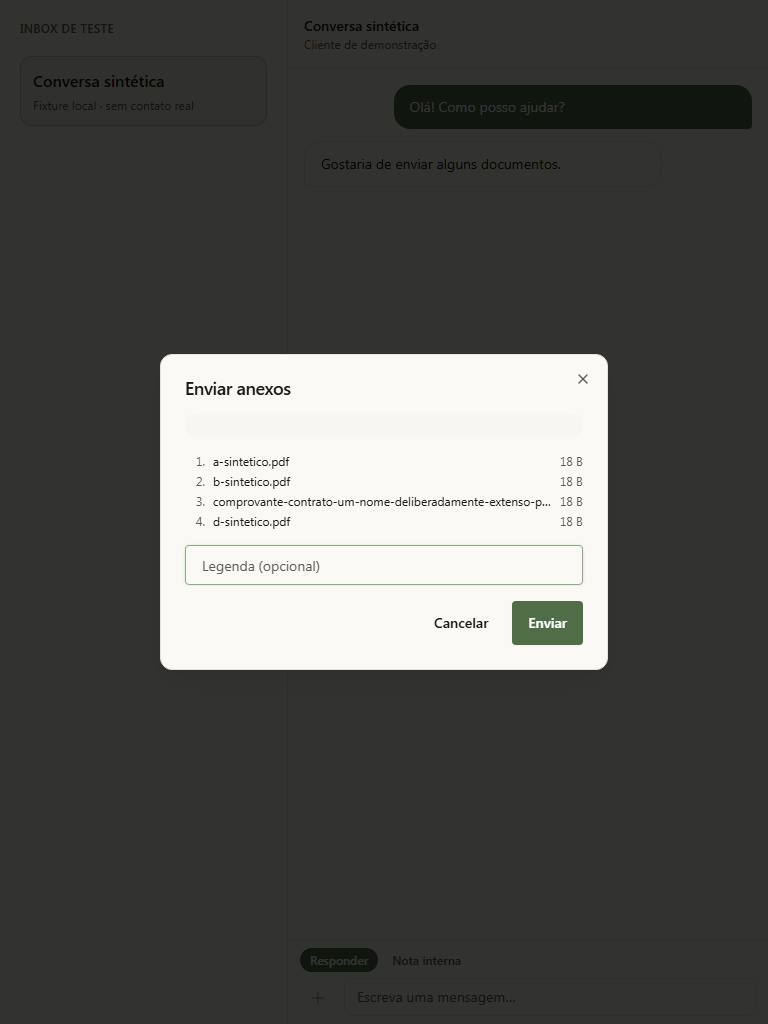 INBOX DE TESTE
Conversa sintética
Fixture local · sem contato real
Conversa sintética
Cliente de demonstração
Olá! Como posso ajudar?
Gostaria de enviar alguns documentos.
Enviar anexos
1. a-sintetico.pdf 18 B
2. b-sintetico.pdf 18 B
3. comprovante-contrato-um-nome-deliberadamente-extenso-p... 18 B
4. d-sintetico.pdf 18 B
Legenda (opcional)
Cancelar Enviar
Responder Nota interna
Escreva uma mensagem...